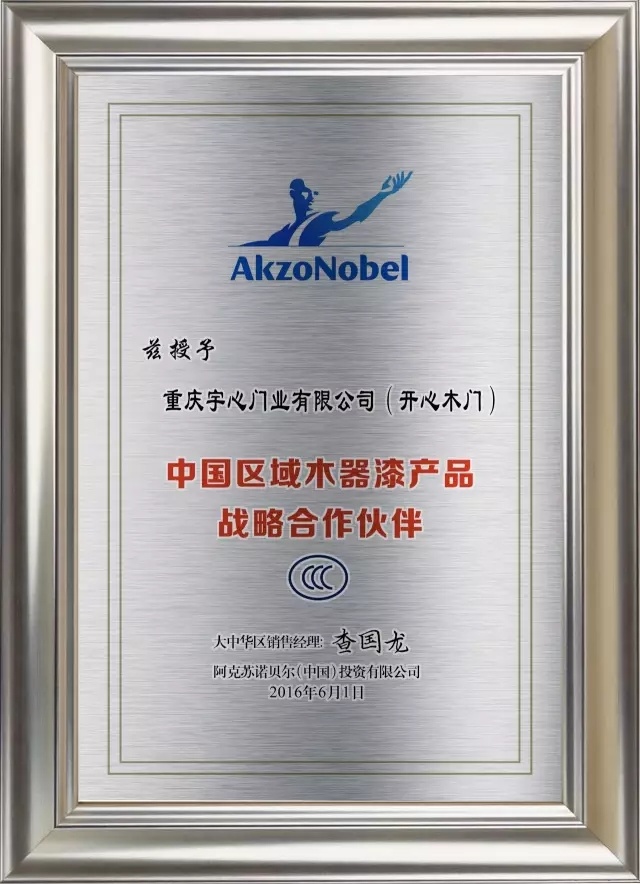 AkzoNobel
兹授予
重庆宇心门业有限公司（开心木门）
中国区域木器漆产品
战略合作伙伴
CCC
大中华区销售经理: 查国龙
阿克苏诺贝尔(中国)投资有限公司
2016年6月1日